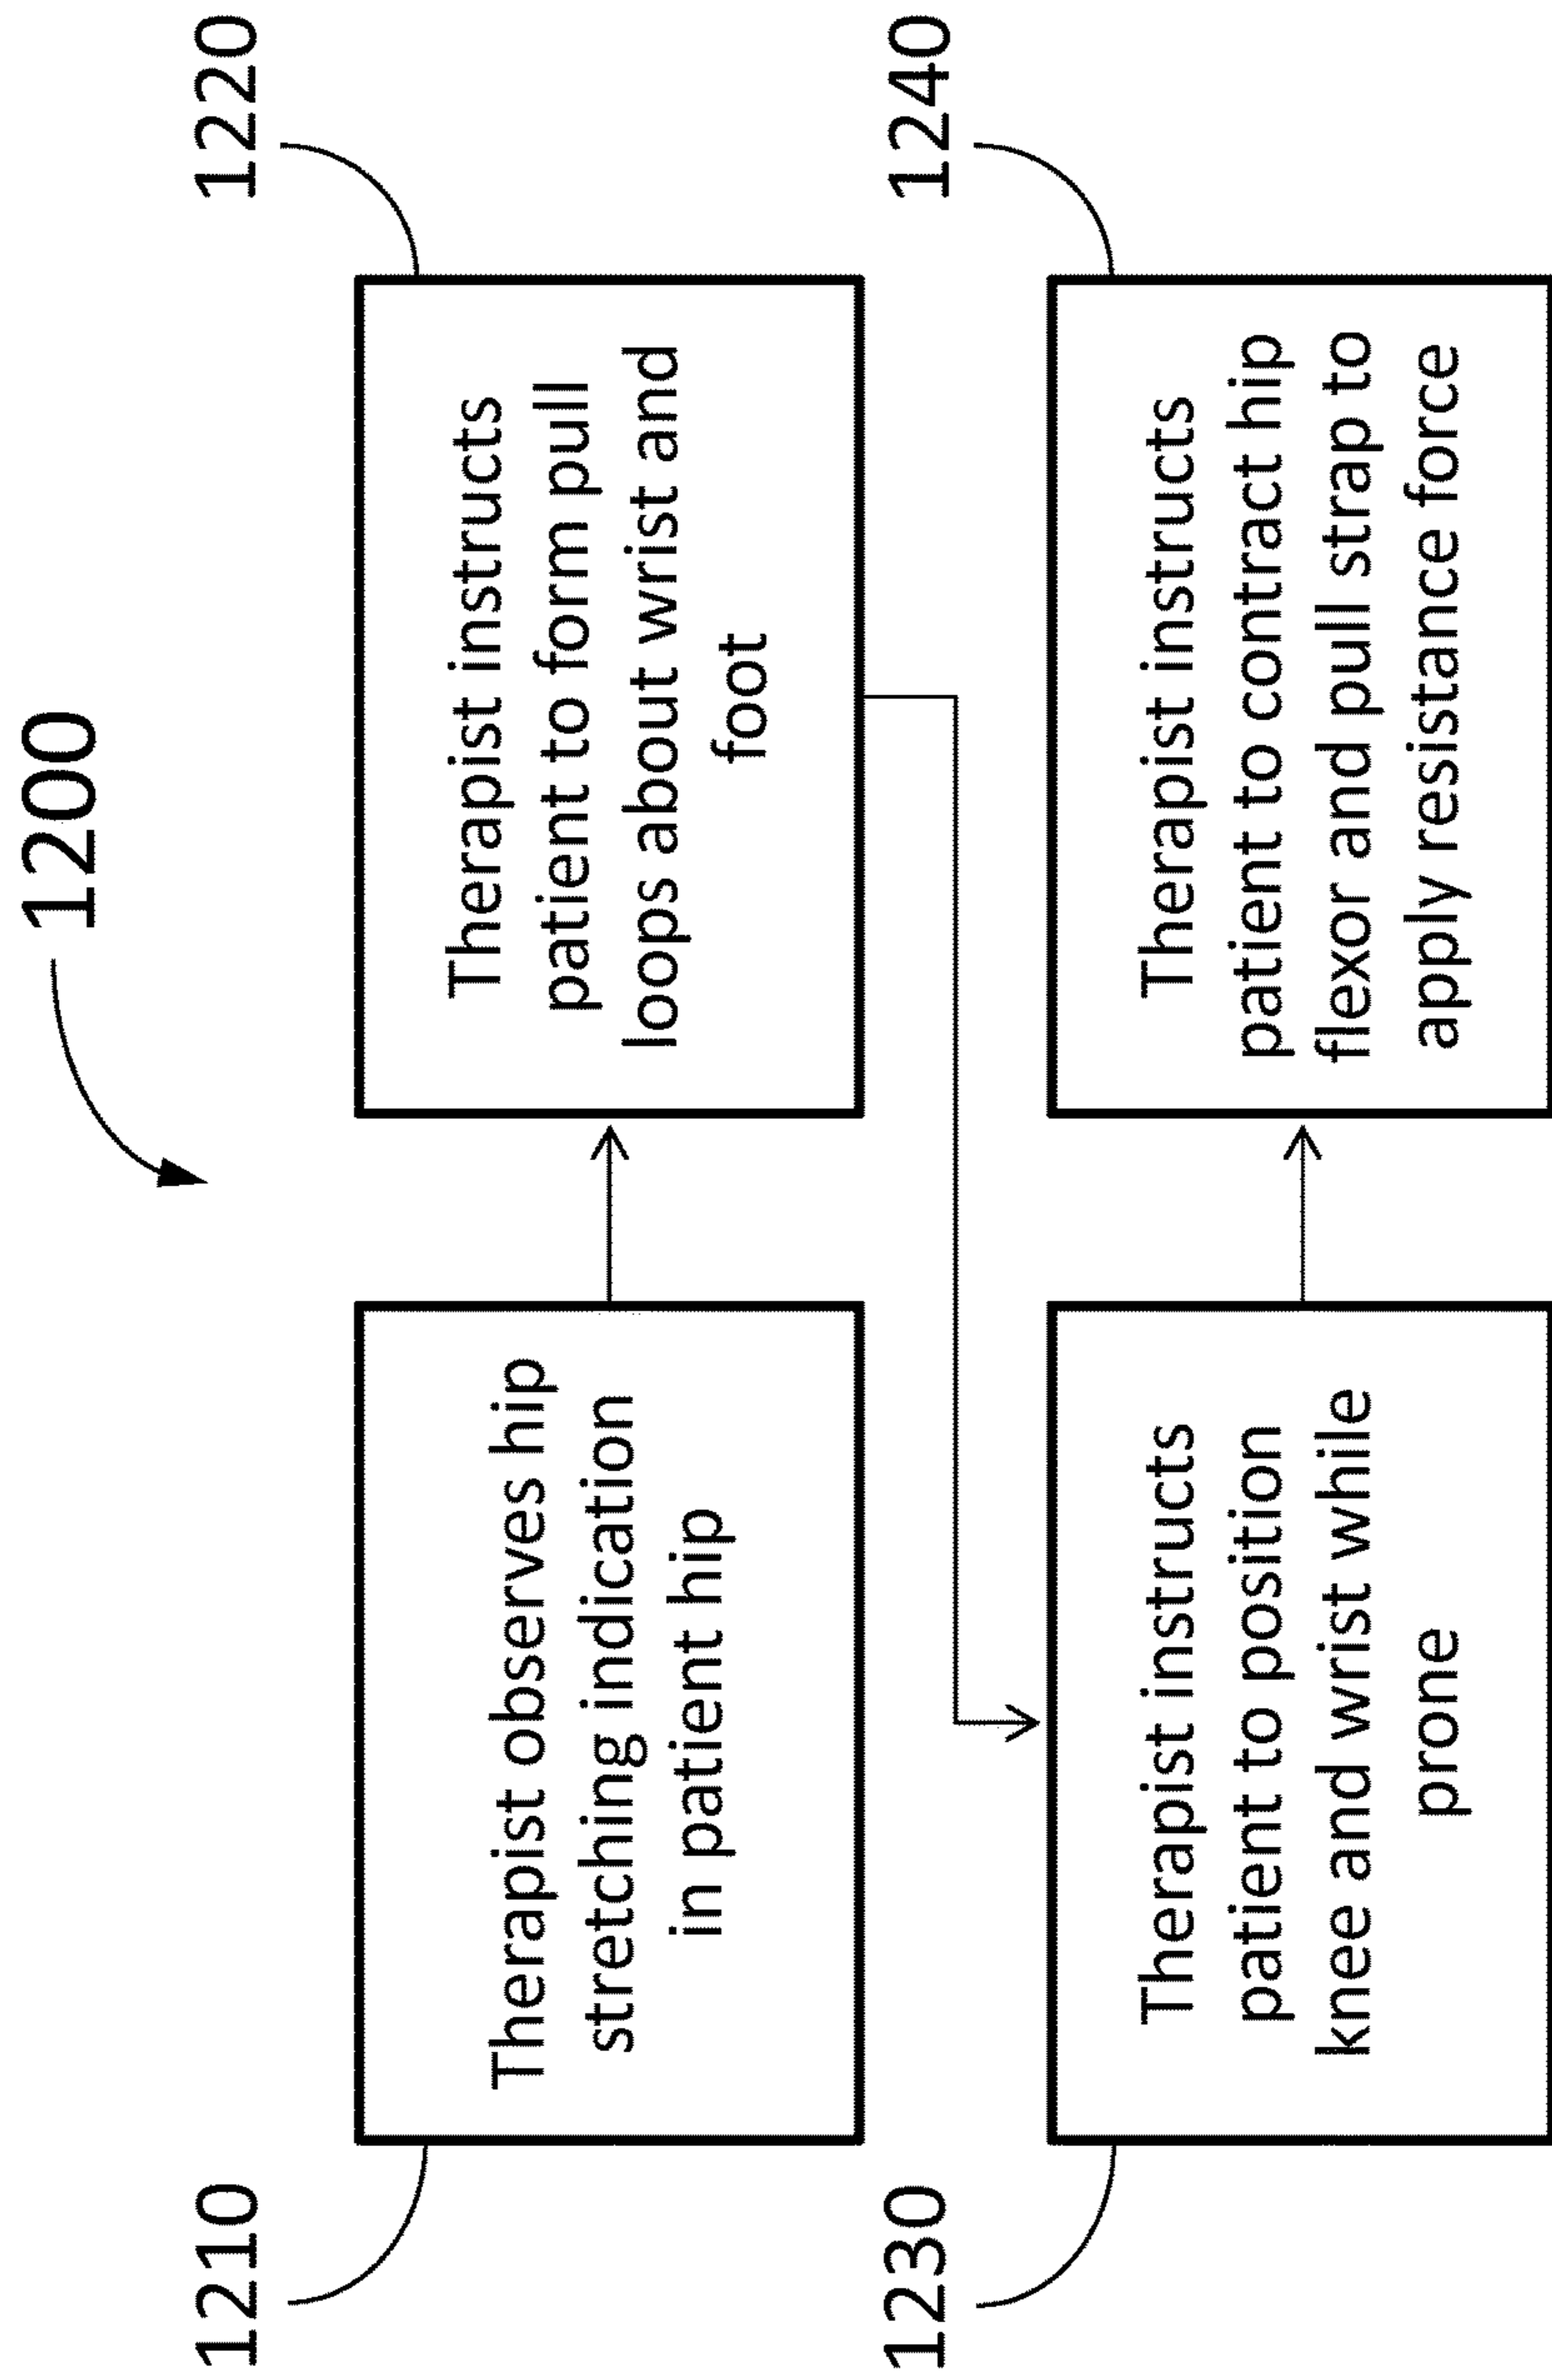 1200
1210
Therapist observes hip
stretching indication
in patient hip
1220
Therapist instructs
patient to form pull
loops about wrist and
foot
1230
Therapist instructs
patient to position
knee and wrist while
prone
1240
Therapist instructs
patient to contract hip
flexor and pull strap to
apply resistance force